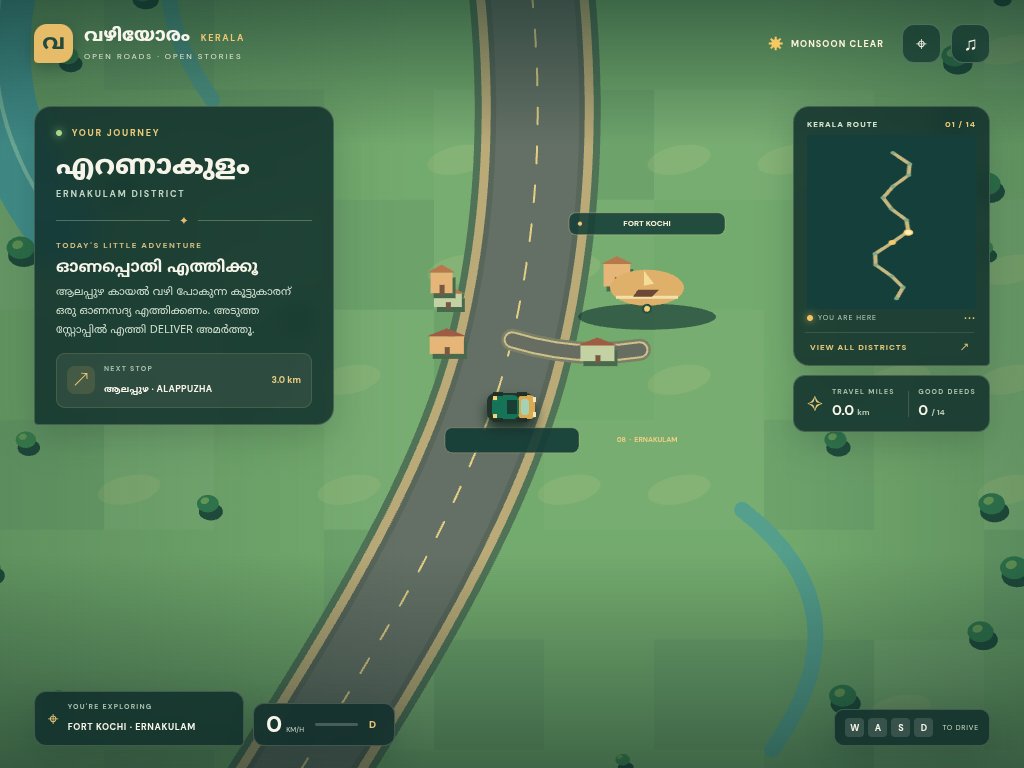 വ
വഴിയോരം KERALA
OPEN ROADS · OPEN STORIES
MONSOON CLEAR
YOUR JOURNEY
എറണാകുളം
ERNAKULAM DISTRICT
TODAY'S LITTLE ADVENTURE
ഓണപ്പൊതി എത്തിക്കൂ
ആലപ്പുഴ കായൽ വഴി പോകുന്ന കൂട്ടുകാരന്
ഒരു ഓണസദ്യ എത്തിക്കണം. അടുത്ത
സ്റ്റോപ്പിൽ എത്തി DELIVER അമർത്തൂ.
NEXT STOP
ആലപ്പുഴ · ALAPPUZHA
3.0 km
FORT KOCHI
08 · ERNAKULAM
KERALA ROUTE 01 / 14
YOU ARE HERE
VIEW ALL DISTRICTS
TRAVEL MILES
0.0 km
GOOD DEEDS
0 / 14
YOU'RE EXPLORING
FORT KOCHI · ERNAKULAM
0 KM/H D
W A S D TO DRIVE